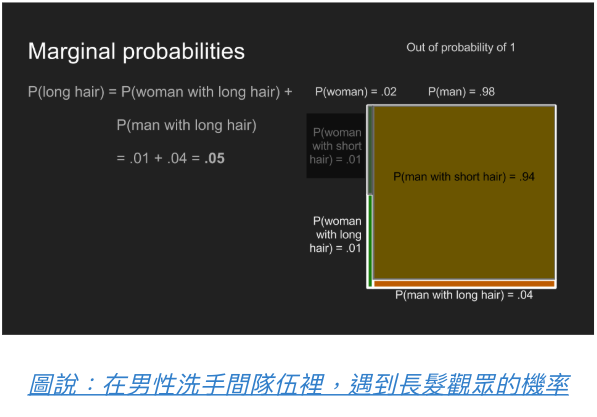 Marginal probabilities
Out of probability of 1
P(long hair) = P(woman with long hair) +
P(man with long hair)
= .01 + .04 = .05
P(woman) = .02
P(man) = .98
P(woman
with short
hair) = .01
P(man with short hair) = .94
P(woman
with long
hair) = .01
P(man with long hair) = .04
圖說：在男性洗手間隊伍裡，遇到長髮觀眾的機率